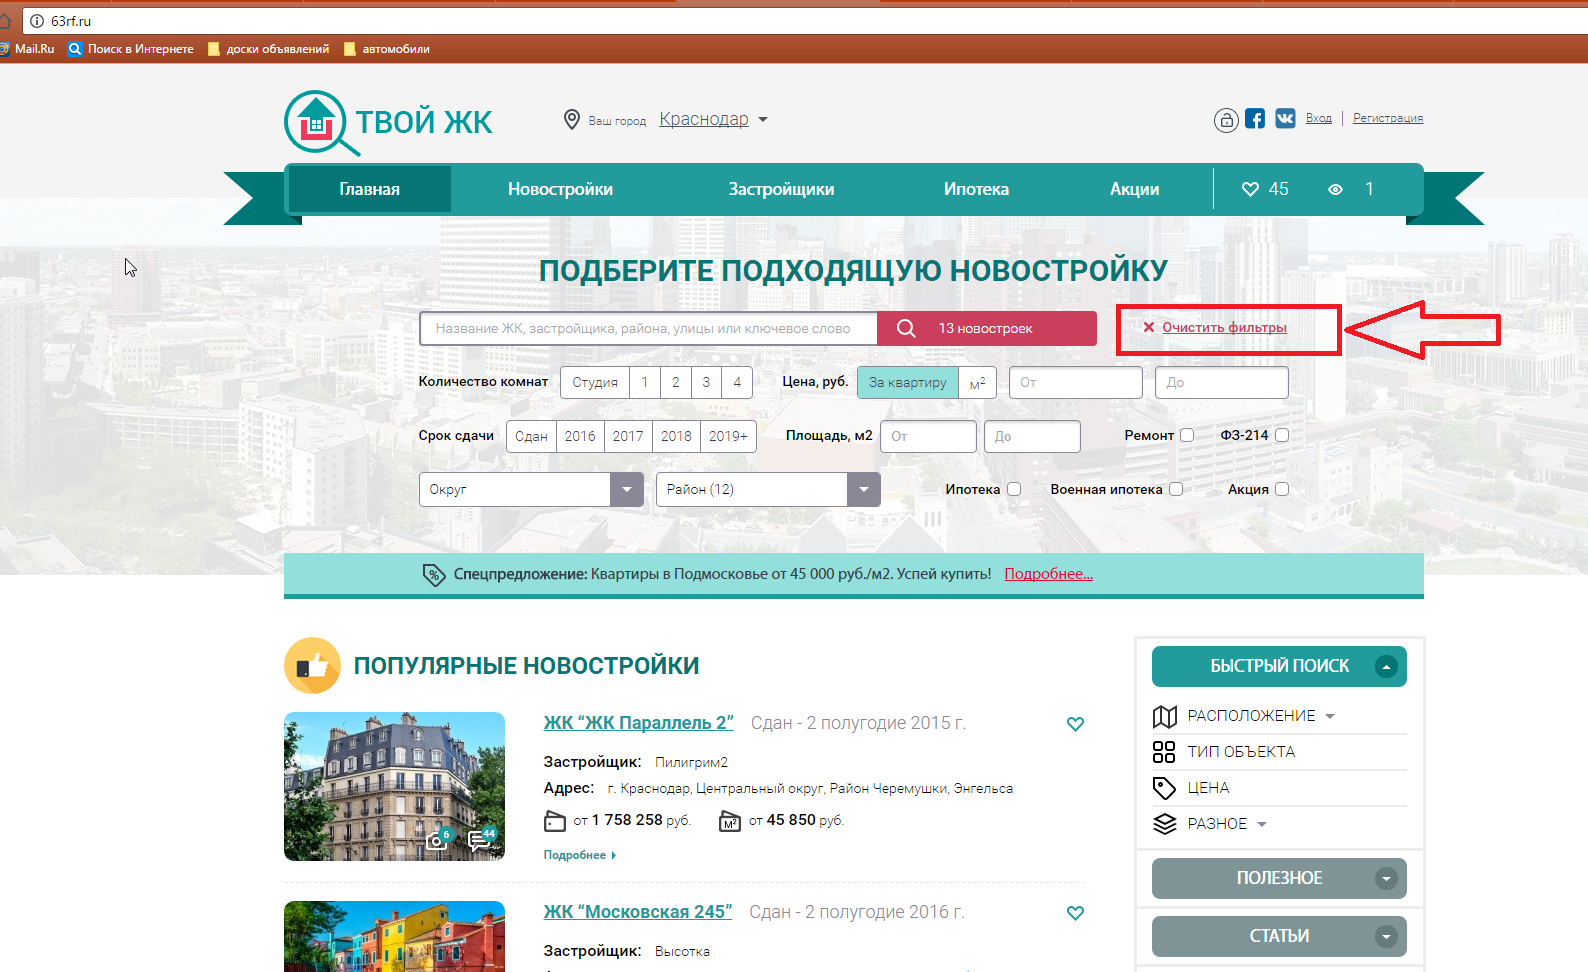 63rf.ru
Mail.Ru Поиск в Интернете доски объявлений автомобили
ТВОЙ ЖК Ваш город Краснодар Вход | Регистрация
Главная Новостройки Застройщики Ипотека Акции 45 1
ПОДБЕРИТЕ ПОДХОДЯЩУЮ НОВОСТРОЙКУ
Название ЖК, застройщика, района, улицы или ключевое слово 13 новостроек Очистить фильтры
Количество комнат Студия 1 2 3 4 Цена, руб. За квартиру м² От До
Срок сдачи Сдан 2016 2017 2018 2019+ Площадь, м2 От До Ремонт ФЗ-214
Округ Район (12) Ипотека Военная ипотека Акция
% Спецпредложение: Квартиры в Подмосковье от 45 000 руб./м2. Успей купить! Подробнее...
ПОПУЛЯРНЫЕ НОВОСТРОЙКИ
ЖК “ЖК Параллель 2” Сдан - 2 полугодие 2015 г.
Застройщик: Пилигрим2
Адрес: г. Краснодар, Центральный округ, Район Черемушки, Энгельса
от 1 758 258 руб. М² от 45 850 руб.
6 44
Подробнее
ЖК “Московская 245” Сдан - 2 полугодие 2016 г.
Застройщик: Высотка
БЫСТРЫЙ ПОИСК
РАСПОЛОЖЕНИЕ
ТИП ОБЪЕКТА
ЦЕНА
РАЗНОЕ
ПОЛЕЗНОЕ
СТАТЬИ